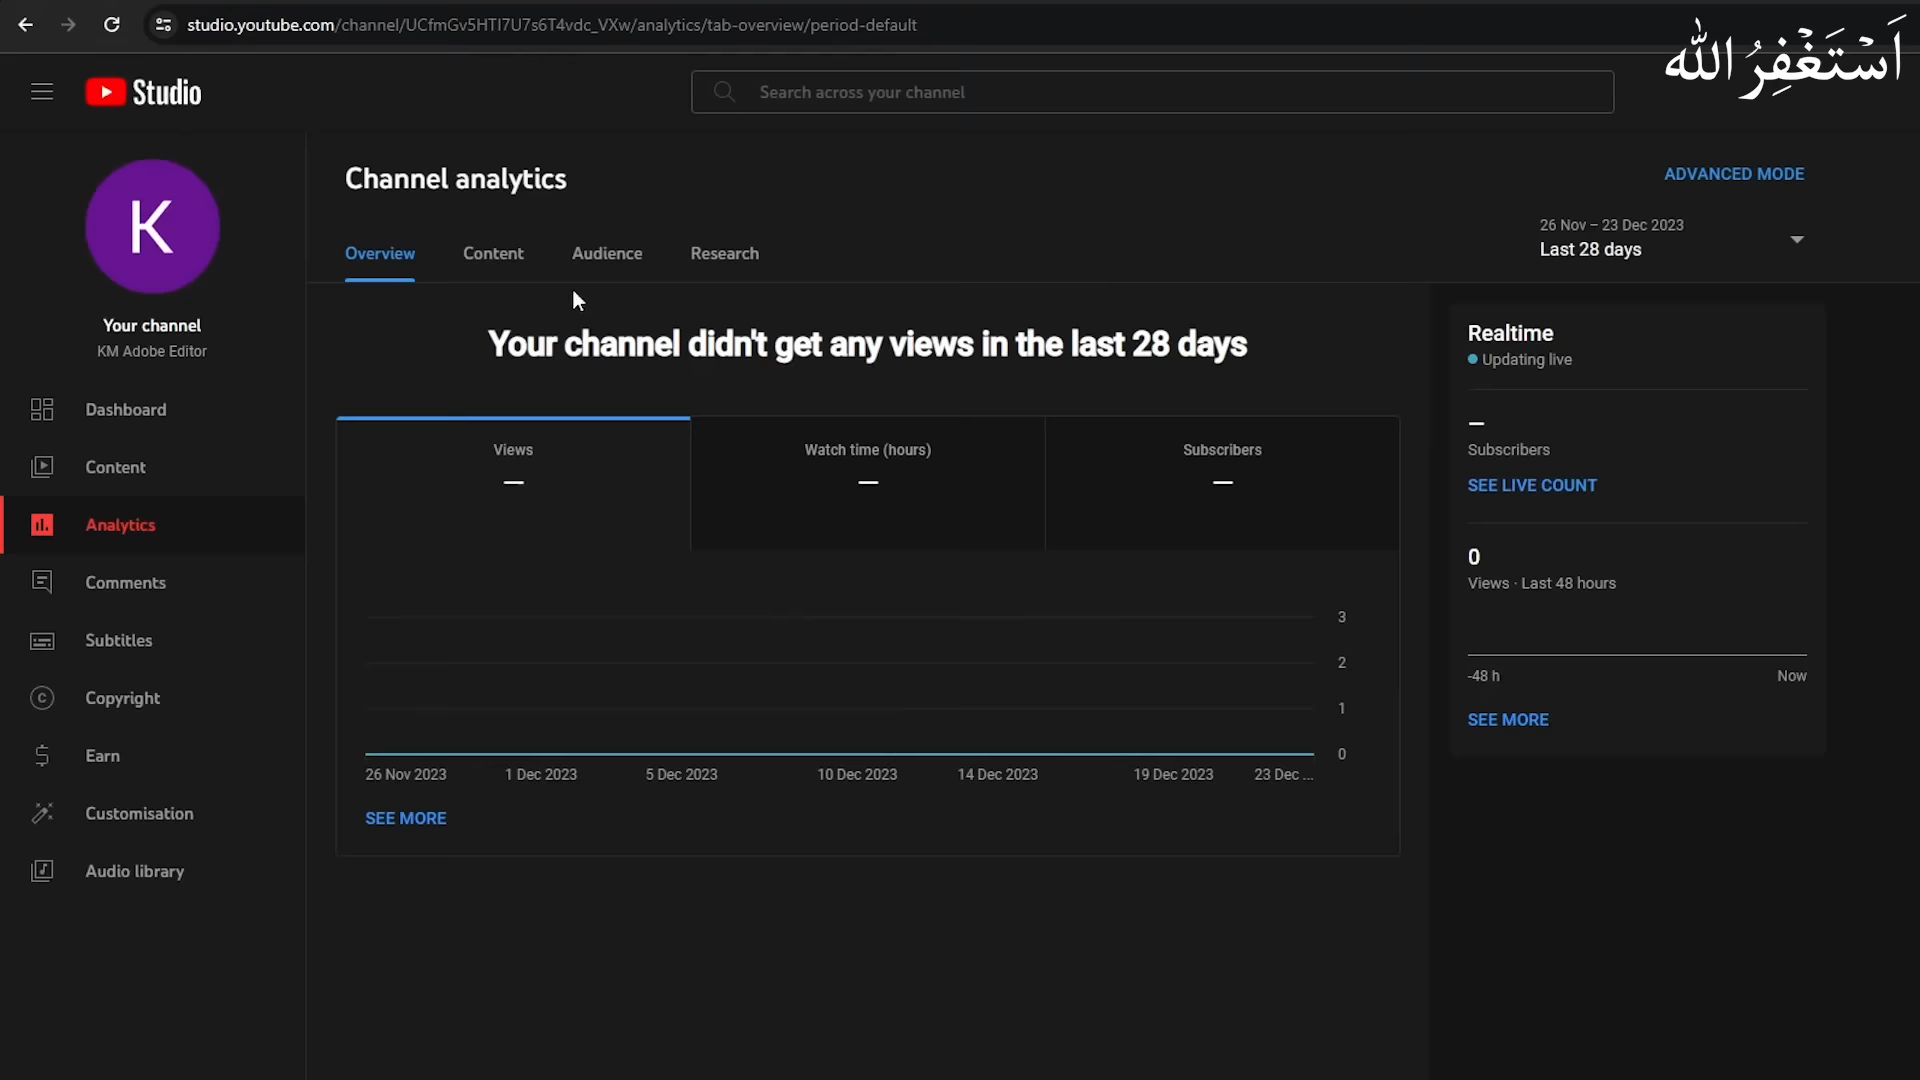 studio.youtube.com/channel/UCfmGv5HTI7U7s6T4vdc_VXw/analytics/tab-overview/period-default
أَسْتَغْفِرُ اللّٰه
Studio
Search across your channel
K
Your channel
KM Adobe Editor
Dashboard
Content
Analytics
Comments
Subtitles
Copyright
Earn
Customisation
Audio library
Channel analytics
ADVANCED MODE
Overview
Content
Audience
Research
26 Nov – 23 Dec 2023
Last 28 days
Your channel didn't get any views in the last 28 days
Views
—
Watch time (hours)
—
Subscribers
—
3
2
1
0
26 Nov 2023
1 Dec 2023
5 Dec 2023
10 Dec 2023
14 Dec 2023
19 Dec 2023
23 Dec ...
SEE MORE
Realtime
Updating live
—
Subscribers
SEE LIVE COUNT
0
Views · Last 48 hours
-48 h
Now
SEE MORE